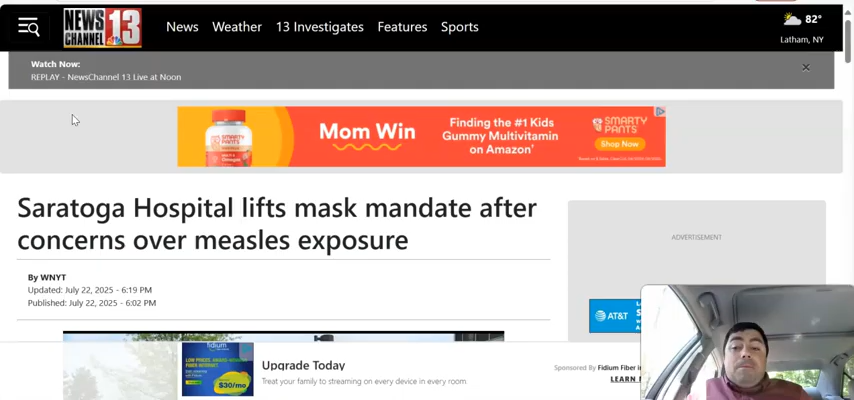 NEWS
CHANNEL 13
News Weather 13 Investigates Features Sports
82°
Latham, NY
Watch Now:
REPLAY - NewsChannel 13 Live at Noon
Mom Win
Finding the #1 Kids
Gummy Multivitamin
on Amazon†
SMARTY
PANTS
Shop Now
Saratoga Hospital lifts mask mandate after
concerns over measles exposure
By WNYT
Updated: July 22, 2025 - 6:19 PM
Published: July 22, 2025 - 6:02 PM
ADVERTISEMENT
AT&T
fidium
$30/mo
Upgrade Today
Treat your family to streaming on every device in every room.
Sponsored By Fidium Fiber
LEARN